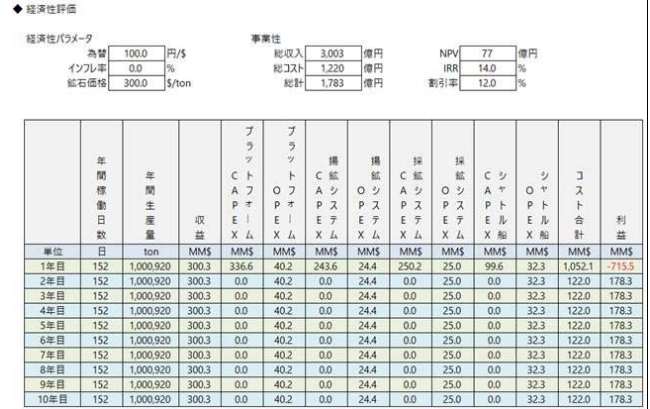 ◆ 経済性評価
経済性パラメータ
為替 100.0 円/$
インフレ率 0.0 %
鉱石価格 300.0 $/ton
事業性
総収入 3,003 億円
総コスト 1,220 億円
総計 1,783 億円
NPV 77 億円
IRR 14.0 %
割引率 12.0 %
年間稼働日数 年間生産量 収益 プラットフォームCAPEX プラットフォームOPEX 揚鉱システムCAPEX 揚鉱システムOPEX 採鉱システムCAPEX 採鉱システムOPEX シャトル船CAPEX シャトル船OPEX コスト合計 利益
単位 日 ton MM$ MM$ MM$ MM$ MM$ MM$ MM$ MM$ MM$ MM$ MM$
1年目 152 1,000,920 300.3 336.6 40.2 243.6 24.4 250.2 25.0 99.6 32.3 1,052.1 -715.5
2年目 152 1,000,920 300.3 0.0 40.2 0.0 24.4 0.0 25.0 0.0 32.3 122.0 178.3
3年目 152 1,000,920 300.3 0.0 40.2 0.0 24.4 0.0 25.0 0.0 32.3 122.0 178.3
4年目 152 1,000,920 300.3 0.0 40.2 0.0 24.4 0.0 25.0 0.0 32.3 122.0 178.3
5年目 152 1,000,920 300.3 0.0 40.2 0.0 24.4 0.0 25.0 0.0 32.3 122.0 178.3
6年目 152 1,000,920 300.3 0.0 40.2 0.0 24.4 0.0 25.0 0.0 32.3 122.0 178.3
7年目 152 1,000,920 300.3 0.0 40.2 0.0 24.4 0.0 25.0 0.0 32.3 122.0 178.3
8年目 152 1,000,920 300.3 0.0 40.2 0.0 24.4 0.0 25.0 0.0 32.3 122.0 178.3
9年目 152 1,000,920 300.3 0.0 40.2 0.0 24.4 0.0 25.0 0.0 32.3 122.0 178.3
10年目 152 1,000,920 300.3 0.0 40.2 0.0 24.4 0.0 25.0 0.0 32.3 122.0 178.3